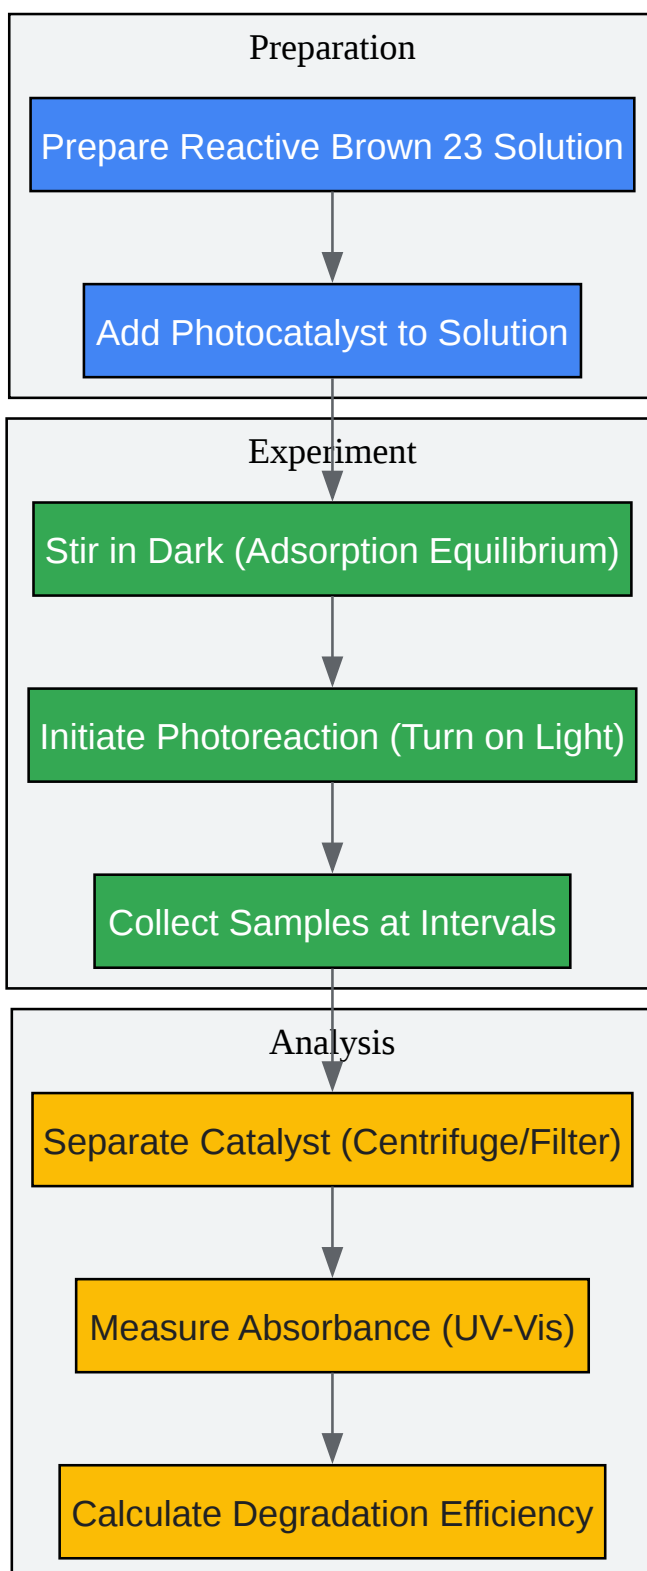 Preparation
Prepare Reactive Brown 23 Solution
Add Photocatalyst to Solution
Experiment
Stir in Dark (Adsorption Equilibrium)
Initiate Photoreaction (Turn on Light)
Collect Samples at Intervals
Analysis
Separate Catalyst (Centrifuge/Filter)
Measure Absorbance (UV-Vis)
Calculate Degradation Efficiency